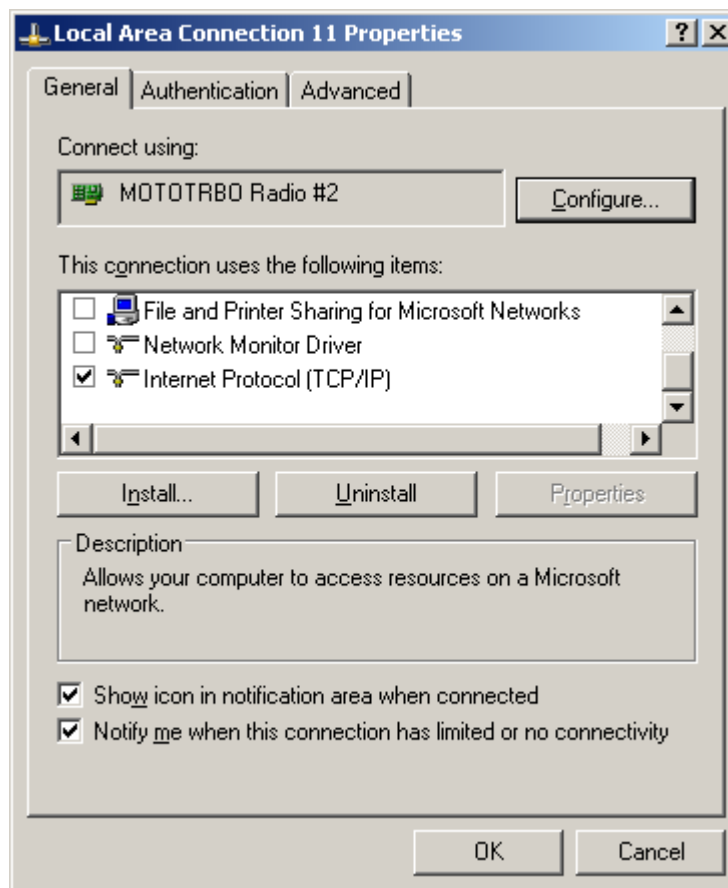 Local Area Connection 11 Properties
General Authentication Advanced
Connect using:
MOTOTRBO Radio #2
Configure...
This connection uses the following items:
File and Printer Sharing for Microsoft Networks
Network Monitor Driver
Internet Protocol (TCP/IP)
Install... Uninstall Properties
Description
Allows your computer to access resources on a Microsoft
network.
Show icon in notification area when connected
Notify me when this connection has limited or no connectivity
OK Cancel